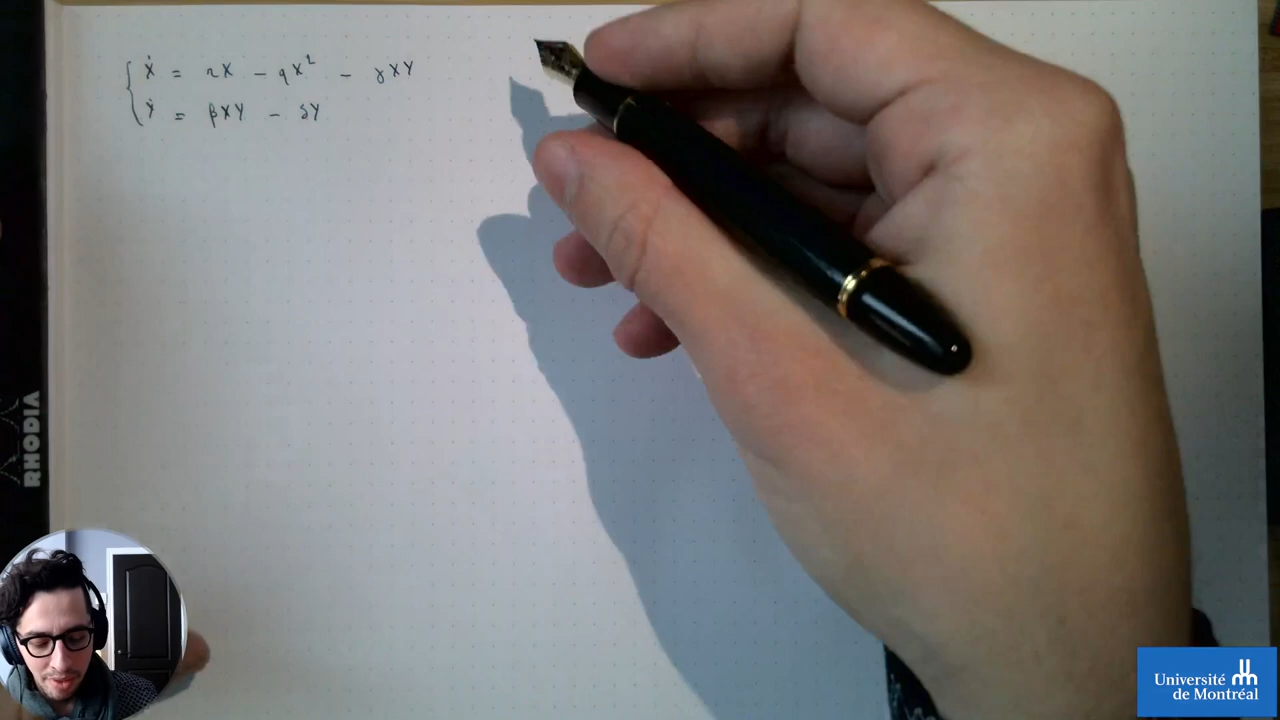 Ẋ = rX - qX² - γXY
Ẏ = βXY - δY
RHODIA
Université
de Montréal